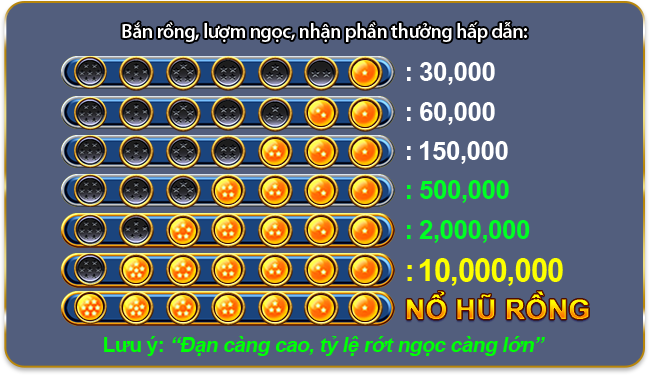 Bắn rồng, lượm ngọc, nhận phần thưởng hấp dẫn:
: 30,000
: 60,000
: 150,000
: 500,000
: 2,000,000
: 10,000,000
NỔ HŨ RỒNG
Lưu ý: “Đạn càng cao, tỷ lệ rớt ngọc càng lớn”